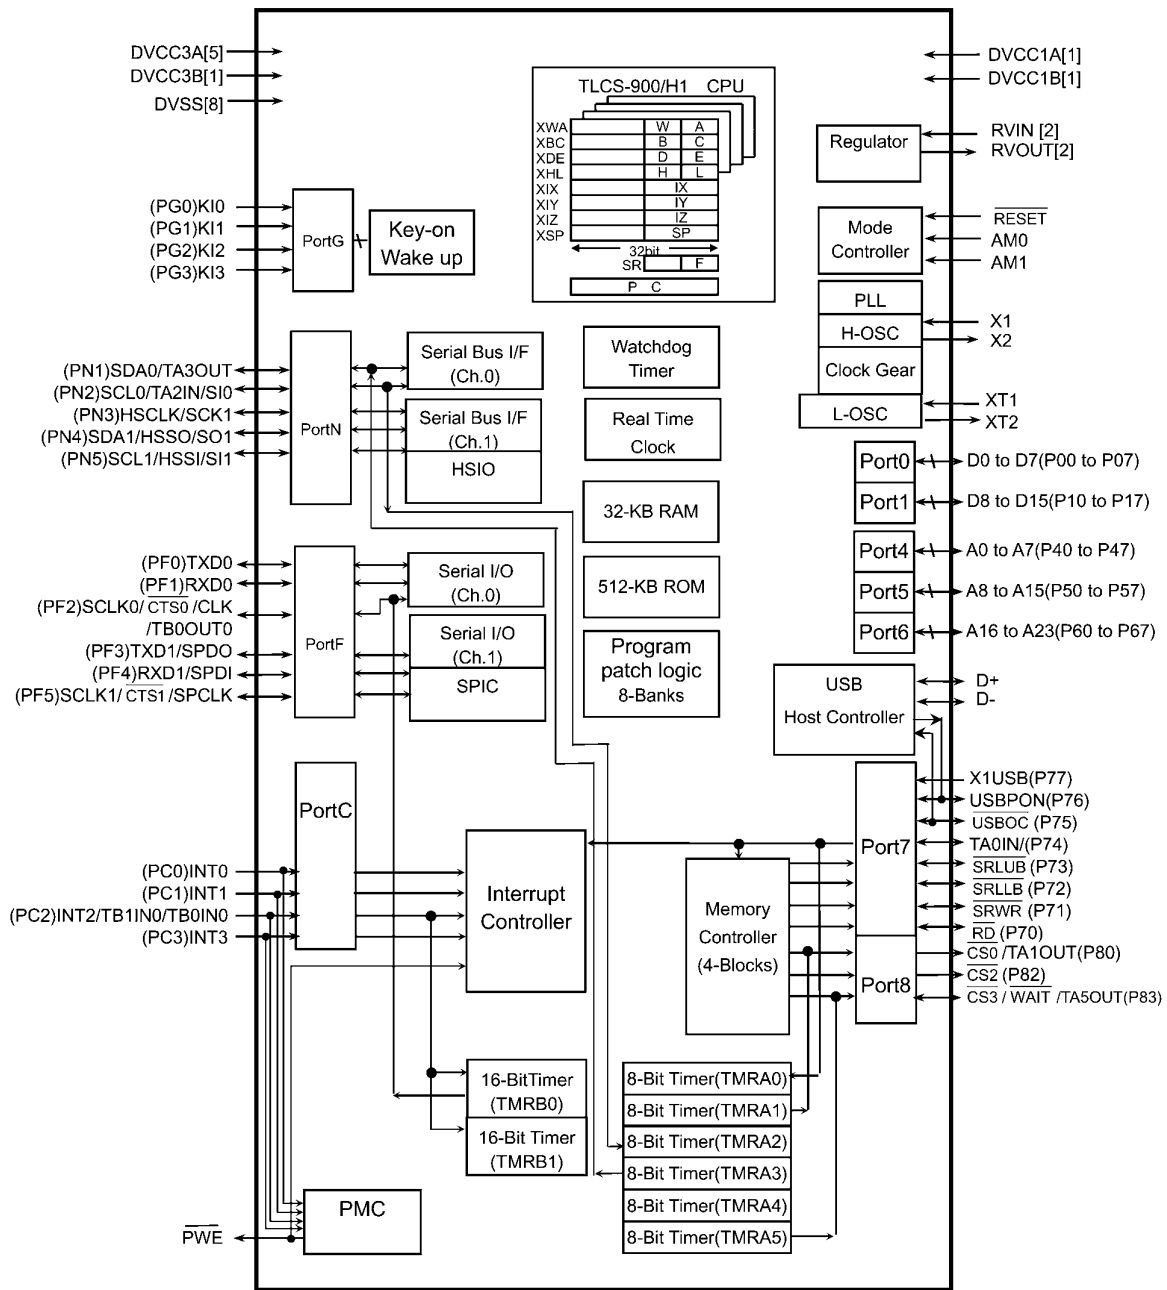 DVCC3A[5]
DVCC3B[1]
DVSS[8]
DVCC1A[1]
DVCC1B[1]
TLCS-900/H1 CPU
XWA W A
XBC B C
XDE D E
XHL H L
XIX IX
XIY IY
XIZ IZ
XSP SP
32bit
SR F
P C
Regulator
RVIN [2]
RVOUT[2]
Mode
Controller
RESET
AM0
AM1
PLL
H-OSC
Clock Gear
L-OSC
X1
X2
XT1
XT2
(PG0)KI0
(PG1)KI1
(PG2)KI2
(PG3)KI3
PortG
Key-on
Wake up
(PN1)SDA0/TA3OUT
(PN2)SCL0/TA2IN/SI0
(PN3)HSCLK/SCK1
(PN4)SDA1/HSSO/SO1
(PN5)SCL1/HSSI/SI1
PortN
Serial Bus I/F
(Ch.0)
Serial Bus I/F
(Ch.1)
HSIO
Watchdog
Timer
Real Time
Clock
32-KB RAM
512-KB ROM
Program
patch logic
8-Banks
Port0
D0 to D7(P00 to P07)
Port1
D8 to D15(P10 to P17)
Port4
A0 to A7(P40 to P47)
Port5
A8 to A15(P50 to P57)
Port6
A16 to A23(P60 to P67)
(PF0)TXD0
(PF1)RXD0
(PF2)SCLK0/ CTS0 /CLK
/TB0OUT0
(PF3)TXD1/SPDO
(PF4)RXD1/SPDI
(PF5)SCLK1/ CTS1 /SPCLK
PortF
Serial I/O
(Ch.0)
Serial I/O
(Ch.1)
SPIC
USB
Host Controller
D+
D-
X1USB(P77)
USBPON(P76)
USBOC (P75)
TA0IN/(P74)
SRLUB (P73)
SRLLB (P72)
SRWR (P71)
RD (P70)
CS0 /TA1OUT(P80)
CS2 (P82)
CS3 / WAIT /TA5OUT(P83)
Port7
Port8
PortC
(PC0)INT0
(PC1)INT1
(PC2)INT2/TB1IN0/TB0IN0
(PC3)INT3
Interrupt
Controller
Memory
Controller
(4-Blocks)
16-BitTimer
(TMRB0)
16-Bit Timer
(TMRB1)
8-Bit Timer(TMRA0)
8-Bit Timer(TMRA1)
8-Bit Timer(TMRA2)
8-Bit Timer(TMRA3)
8-Bit Timer(TMRA4)
8-Bit Timer(TMRA5)
PMC
PWE